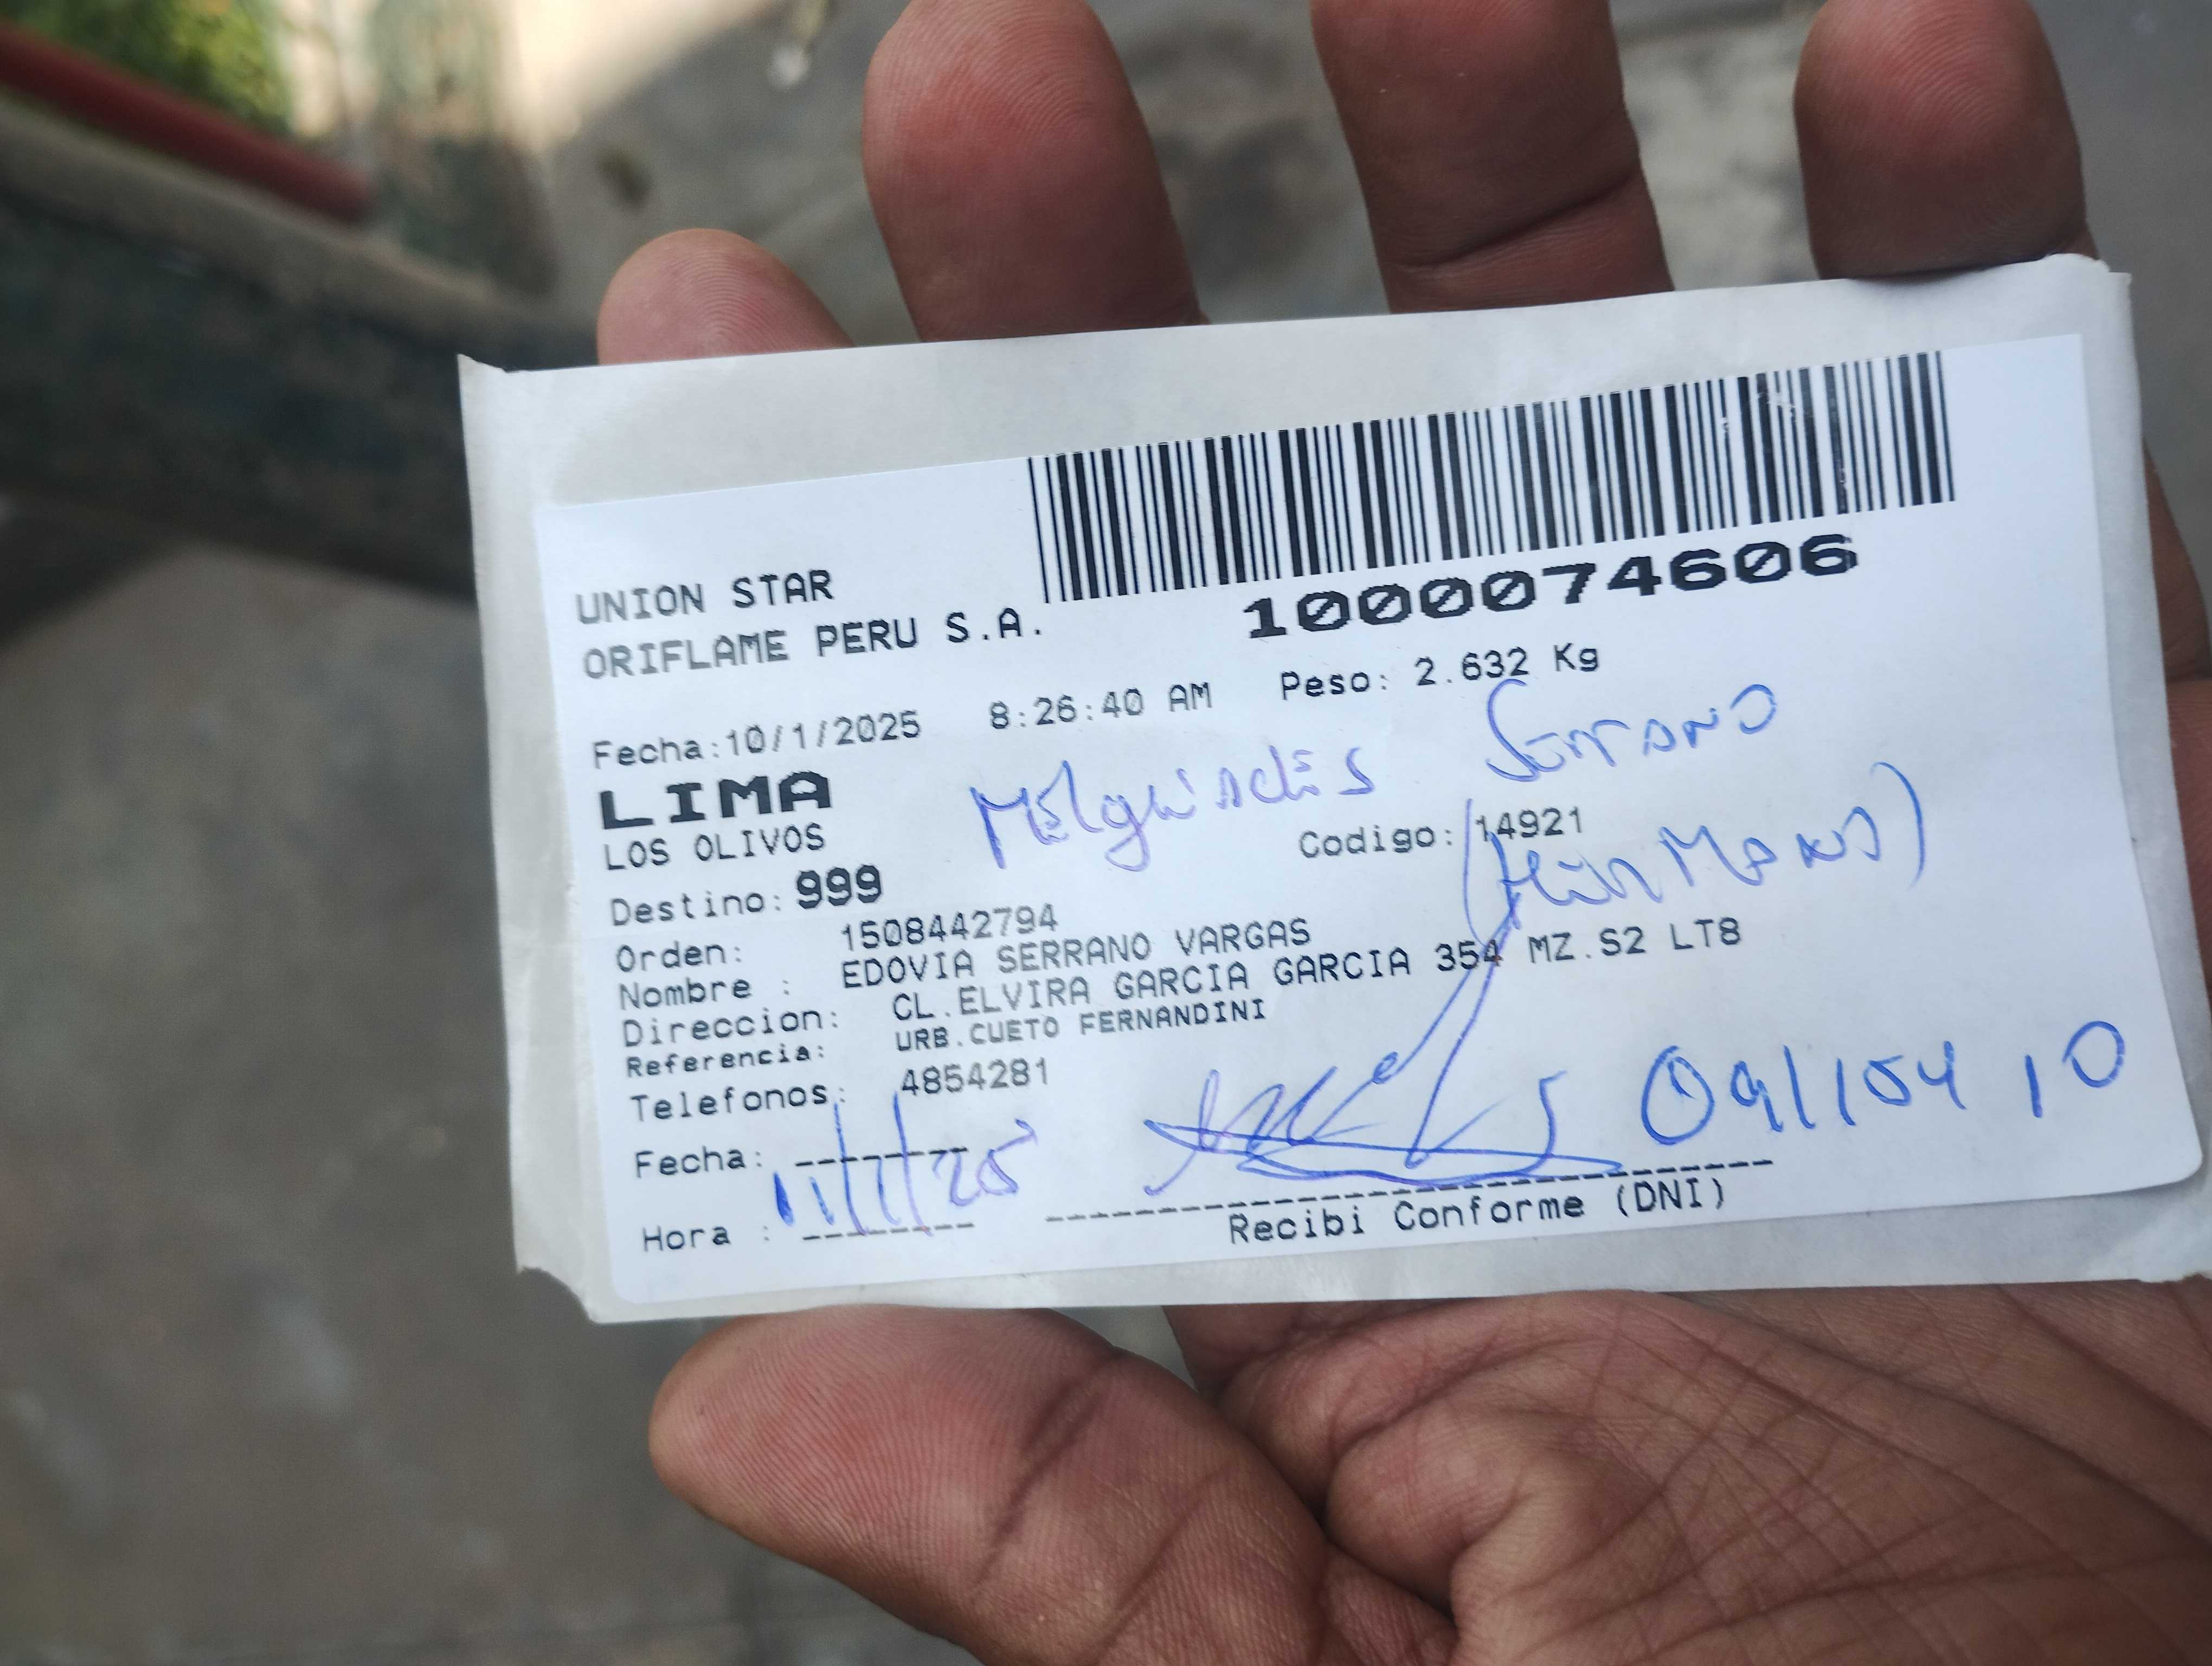 1000074606
UNION STAR
ORIFLAME PERU S.A.
Fecha:10/1/2025 8:26:40 AM Peso: 2.632 Kg
LIMA
Melquiades Serrano
LOS OLIVOS
Codigo: 14921
(Hermano)
Destino: 999
Orden: 1508442794
Nombre : EDOVIA SERRANO VARGAS
Direccion: CL.ELVIRA GARCIA GARCIA 354 MZ.S2 LT8
Referencia: URB.CUETO FERNANDINI
Telefonos: 4854281
Fecha: 11/1/25
Hora :
Recibi Conforme (DNI)